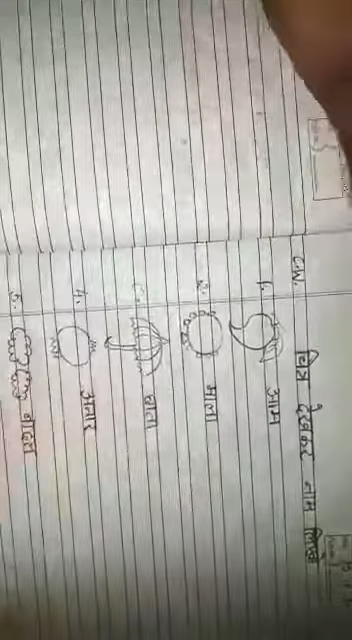 C.W.
चित्र देखकर नाम लिखो
1. आम
2. माला
3. छाता
4. अनार
5. बादल